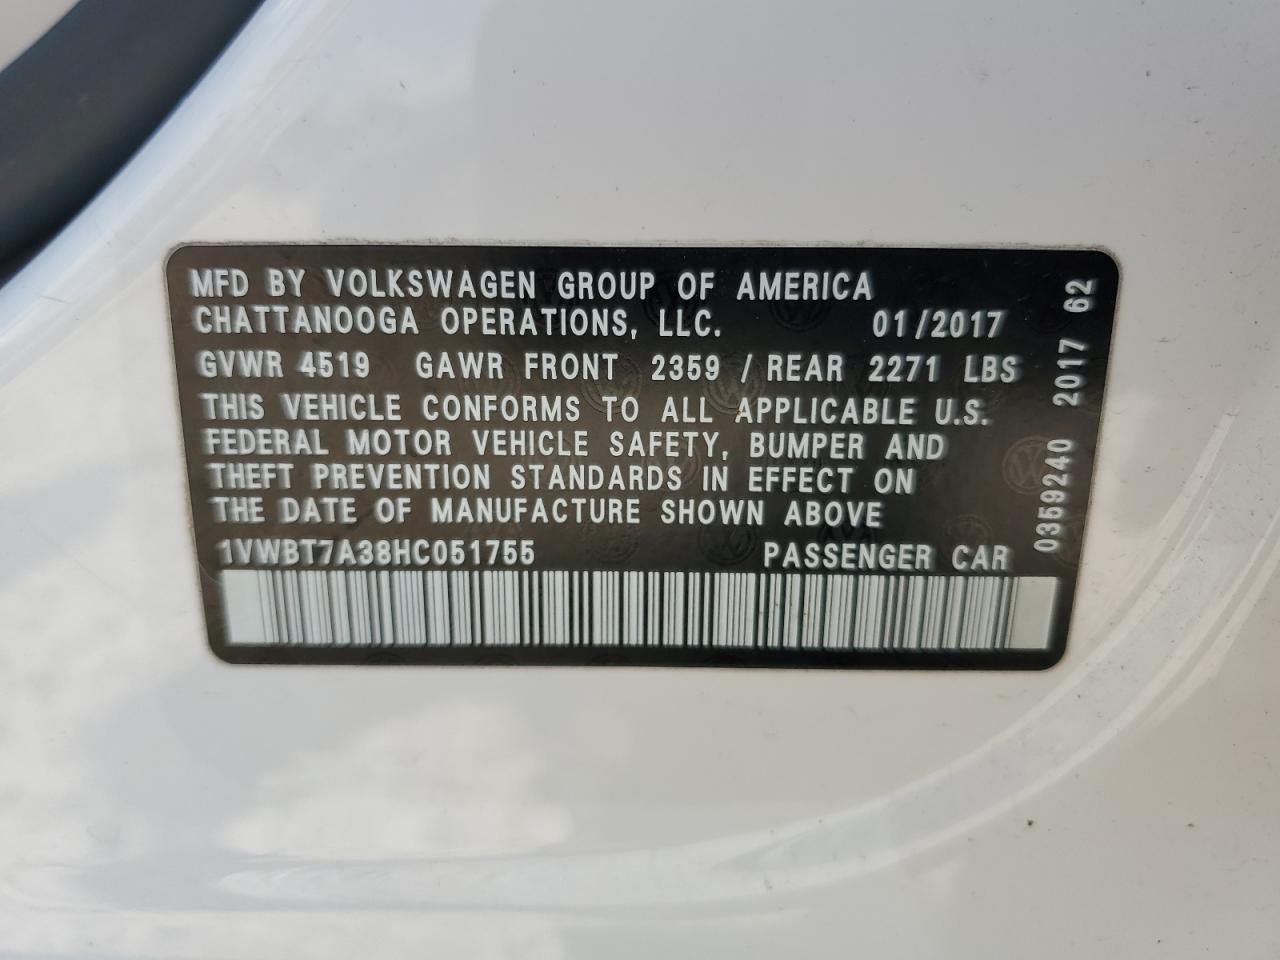 MFD BY VOLKSWAGEN GROUP OF AMERICA
CHATTANOOGA OPERATIONS, LLC. 01/2017
GVWR 4519 GAWR FRONT 2359 / REAR 2271 LBS
THIS VEHICLE CONFORMS TO ALL APPLICABLE U.S.
FEDERAL MOTOR VEHICLE SAFETY, BUMPER AND
THEFT PREVENTION STANDARDS IN EFFECT ON
THE DATE OF MANUFACTURE SHOWN ABOVE
1VWBT7A38HC051755 PASSENGER CAR
0359240 2017 62